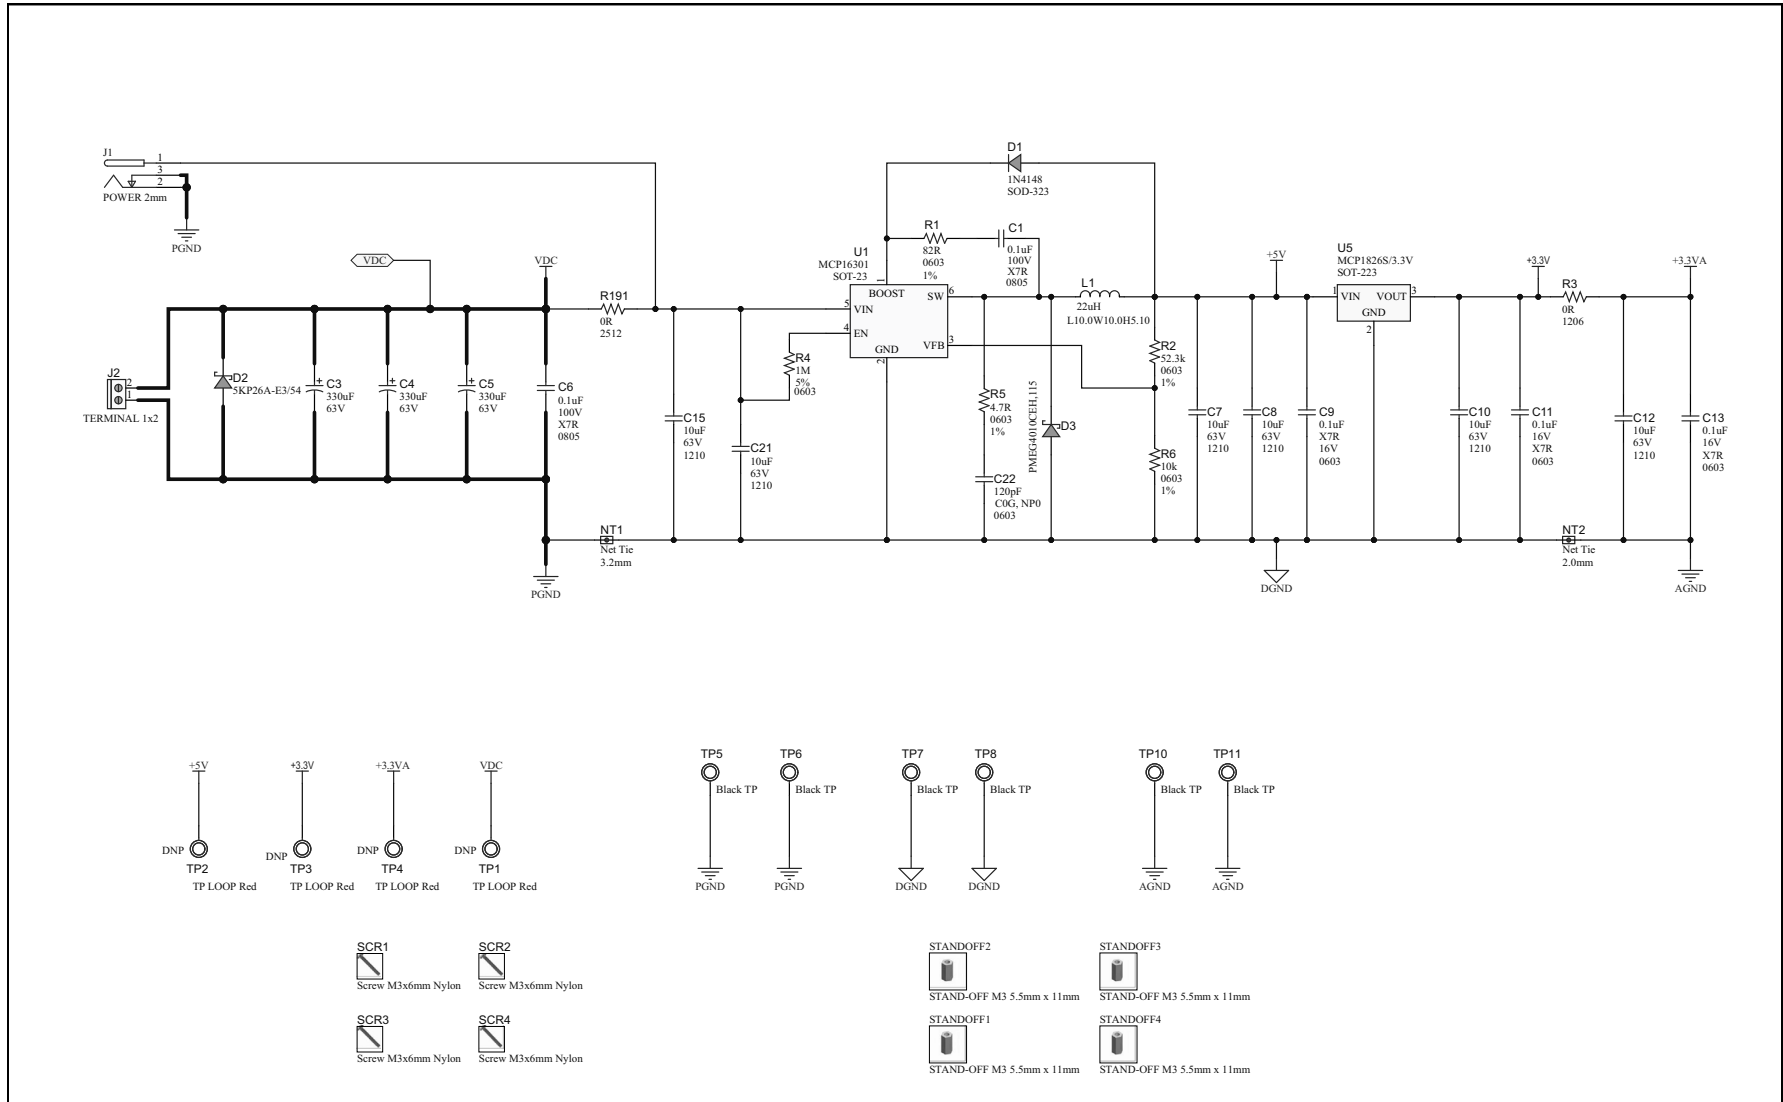 J1
1
3
2
POWER 2mm
PGND
VDC
VDC
R191
0R
2512
J2
2
1
TERMINAL 1x2
D2
5KP26A-E3/54
C3
330uF
63V
C4
330uF
63V
C5
330uF
63V
C6
0.1uF
100V
X7R
0805
PGND
NT1
Net Tie
3.2mm
C15
10uF
63V
1210
C21
10uF
63V
1210
R4
1M
5%
0603
U1
MCP16301
SOT-23
1
BOOST
SW
6
5
VIN
4
EN
GND
VFB
3
2
D1
1N4148
SOD-323
R1
82R
0603
1%
C1
0.1uF
100V
X7R
0805
L1
22uH
L10.0W10.0H5.10
R5
4.7R
0603
1%
C22
120pF
C0G, NP0
0603
D3
PMEG4010CEH,115
R2
52.3k
0603
1%
R6
10k
0603
1%
C7
10uF
63V
1210
C8
10uF
63V
1210
C9
0.1uF
X7R
16V
0603
+5V
DGND
U5
MCP1826S/3.3V
SOT-223
1
VIN
VOUT
3
GND
2
C10
10uF
63V
1210
C11
0.1uF
16V
X7R
0603
+3.3V
R3
0R
1206
NT2
Net Tie
2.0mm
C12
10uF
63V
1210
C13
0.1uF
16V
X7R
0603
+3.3VA
AGND
+5V
DNP
TP2
TP LOOP Red
+3.3V
DNP
TP3
TP LOOP Red
+3.3VA
DNP
TP4
TP LOOP Red
VDC
DNP
TP1
TP LOOP Red
TP5
Black TP
PGND
TP6
Black TP
PGND
TP7
Black TP
DGND
TP8
Black TP
DGND
TP10
Black TP
AGND
TP11
Black TP
AGND
SCR1
Screw M3x6mm Nylon
SCR2
Screw M3x6mm Nylon
SCR3
Screw M3x6mm Nylon
SCR4
Screw M3x6mm Nylon
STANDOFF2
STAND-OFF M3 5.5mm x 11mm
STANDOFF3
STAND-OFF M3 5.5mm x 11mm
STANDOFF1
STAND-OFF M3 5.5mm x 11mm
STANDOFF4
STAND-OFF M3 5.5mm x 11mm